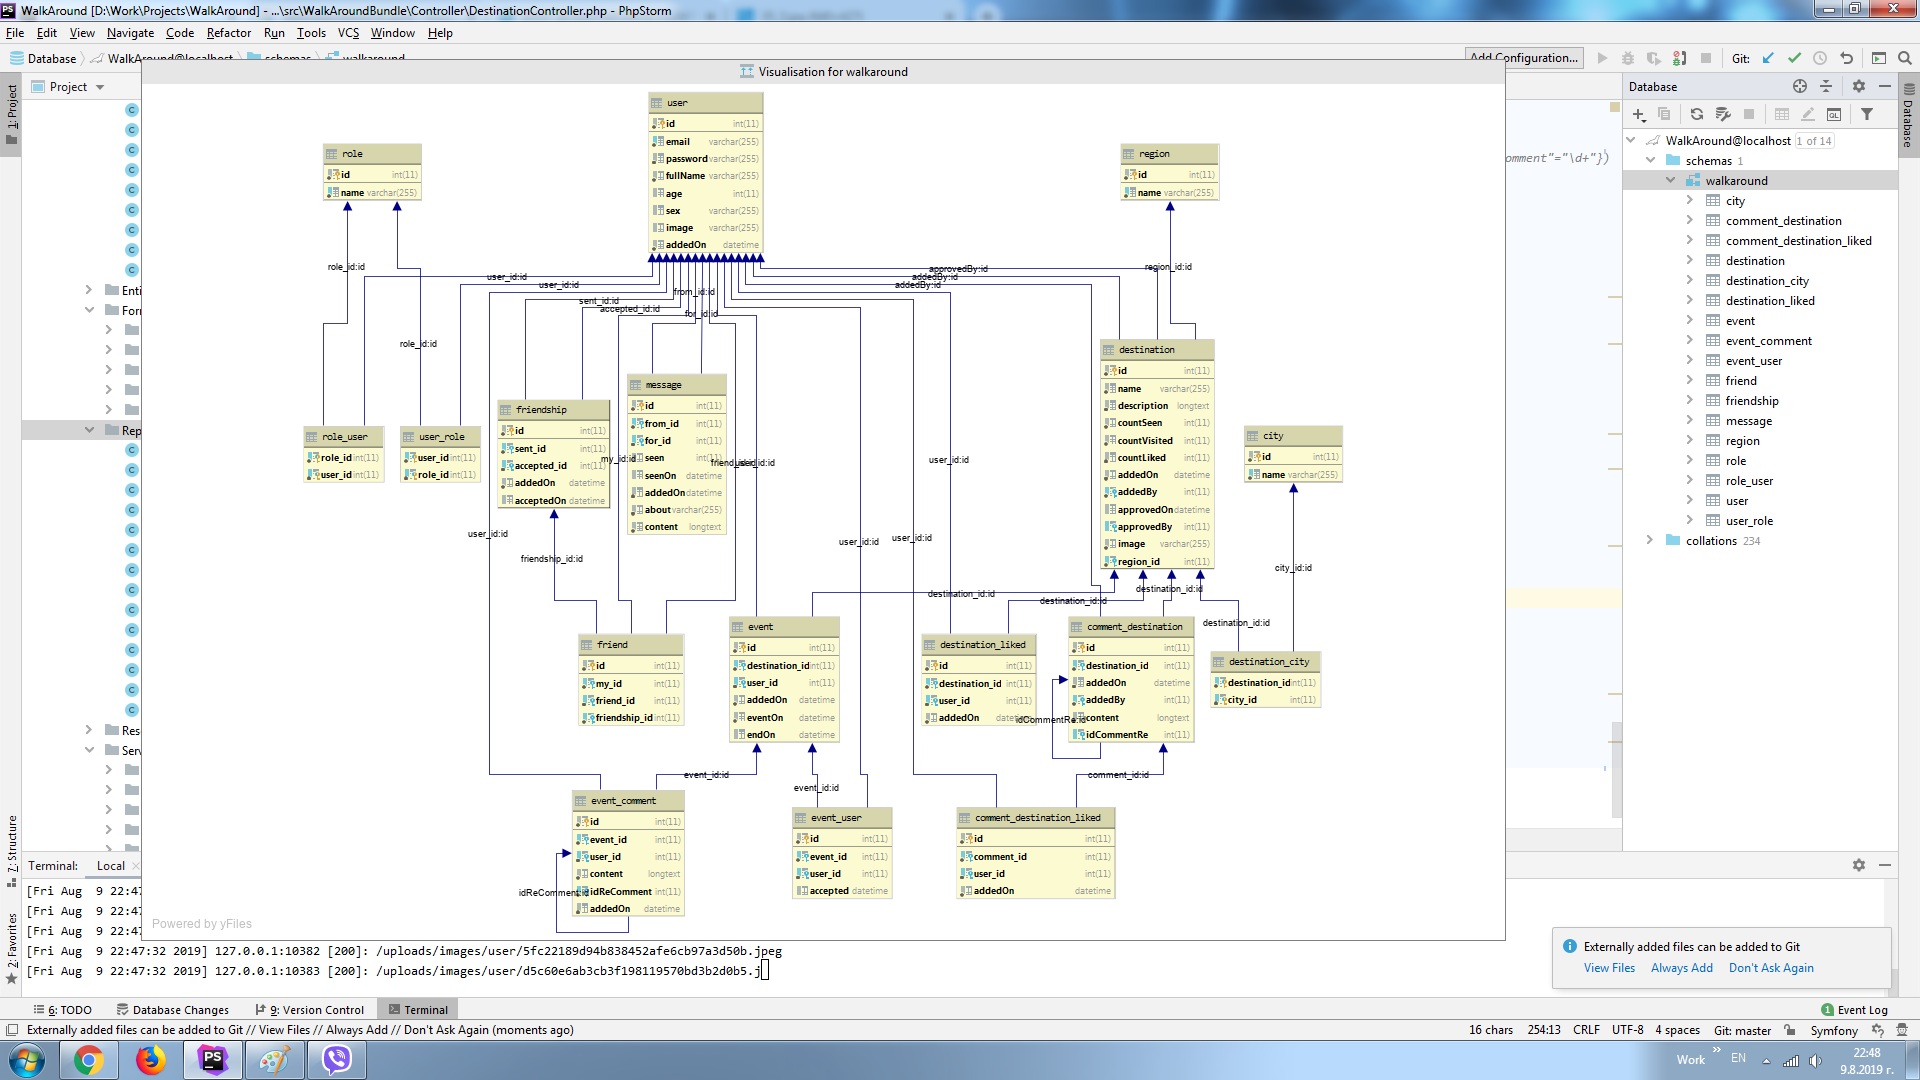 WalkAround [D:\Work\Projects\WalkAround] - ...\src\WalkAroundBundle\Controller\DestinationController.php - PhpStorm
File Edit View Navigate Code Refactor Run Tools VCS Window Help
Database
Add Configuration...
Git:
Project
Visualisation for walkaround
Database
user
id int(11)
email varchar(255)
password varchar(255)
fullName varchar(255)
age int(11)
sex varchar(255)
image varchar(255)
addedOn datetime
role
id int(11)
name varchar(255)
region
id int(11)
name varchar(255)
omment"="\d+"})
role_id:id
role_id:id
user_id:id
user_id:id
sent_id:id
accepted_id:id
from_id:id
for_id:id
approvedBy:id
addedBy:id
addedBy:id
region_id:id
role_user
role_id int(11)
user_id int(11)
user_role
user_id int(11)
role_id int(11)
friendship
id int(11)
sent_id int(11)
accepted_id int(11)
addedOn datetime
acceptedOn datetime
message
id int(11)
from_id int(11)
for_id int(11)
seen
seenOn datetime
addedOn datetime
about varchar(255)
content longtext
my_id:id
user_id:id
destination
id int(11)
name varchar(255)
description longtext
countSeen int(11)
countVisited int(11)
countLiked int(11)
addedOn datetime
addedBy int(11)
approvedOn datetime
approvedBy int(11)
image varchar(255)
region_id int(11)
city
id int(11)
name varchar(255)
user_id:id
friendship_id:id
user_id:id
user_id:id
city_id:id
destination_id:id
destination_id:id
destination_id:id
destination_id:id
friend
id int(11)
my_id int(11)
friend_id int(11)
friendship_id int(11)
event
id int(11)
destination_id int(11)
user_id int(11)
addedOn datetime
eventOn datetime
endOn datetime
destination_liked
id int(11)
destination_id int(11)
user_id int(11)
addedOn
idCommentRe:id
comment_destination
id int(11)
destination_id int(11)
addedOn datetime
addedBy int(11)
content longtext
idCommentRe int(11)
destination_city
destination_id int(11)
city_id int(11)
event_id:id
event_id:id
comment_id:id
event_comment
id int(11)
event_id int(11)
user_id int(11)
content longtext
idReComment int(11)
addedOn datetime
event_user
id int(11)
event_id int(11)
user_id int(11)
accepted datetime
comment_destination_liked
id int(11)
comment_id int(11)
user_id int(11)
addedOn datetime
Powered by yFiles
WalkAround@localhost 1 of 14
schemas 1
walkaround
city
comment_destination
comment_destination_liked
destination
destination_city
destination_liked
event
event_comment
event_user
friend
friendship
message
region
role
role_user
user
user_role
collations 234
1: Project
7: Structure
2: Favorites
Database
Enti
For
Rep
Res
Serv
Terminal: Local
[Fri Aug 9 22:47
[Fri Aug 9 22:47
[Fri Aug 9 22:47
[Fri Aug 9 22:47:32 2019] 127.0.0.1:10382 [200]: /uploads/images/user/5fc22189d94b838452afe6cb97a3d50b.jpeg
[Fri Aug 9 22:47:32 2019] 127.0.0.1:10383 [200]: /uploads/images/user/d5c60e6ab3cb3f198119570bd3b2d0b5.j
Externally added files can be added to Git
View Files Always Add Don't Ask Again
6: TODO Database Changes 9: Version Control Terminal
1 Event Log
Externally added files can be added to Git // View Files // Always Add // Don't Ask Again (moments ago)
16 chars 254:13 CRLF UTF-8 4 spaces Git: master Symfony
Work EN
22:48
9.8.2019 г.